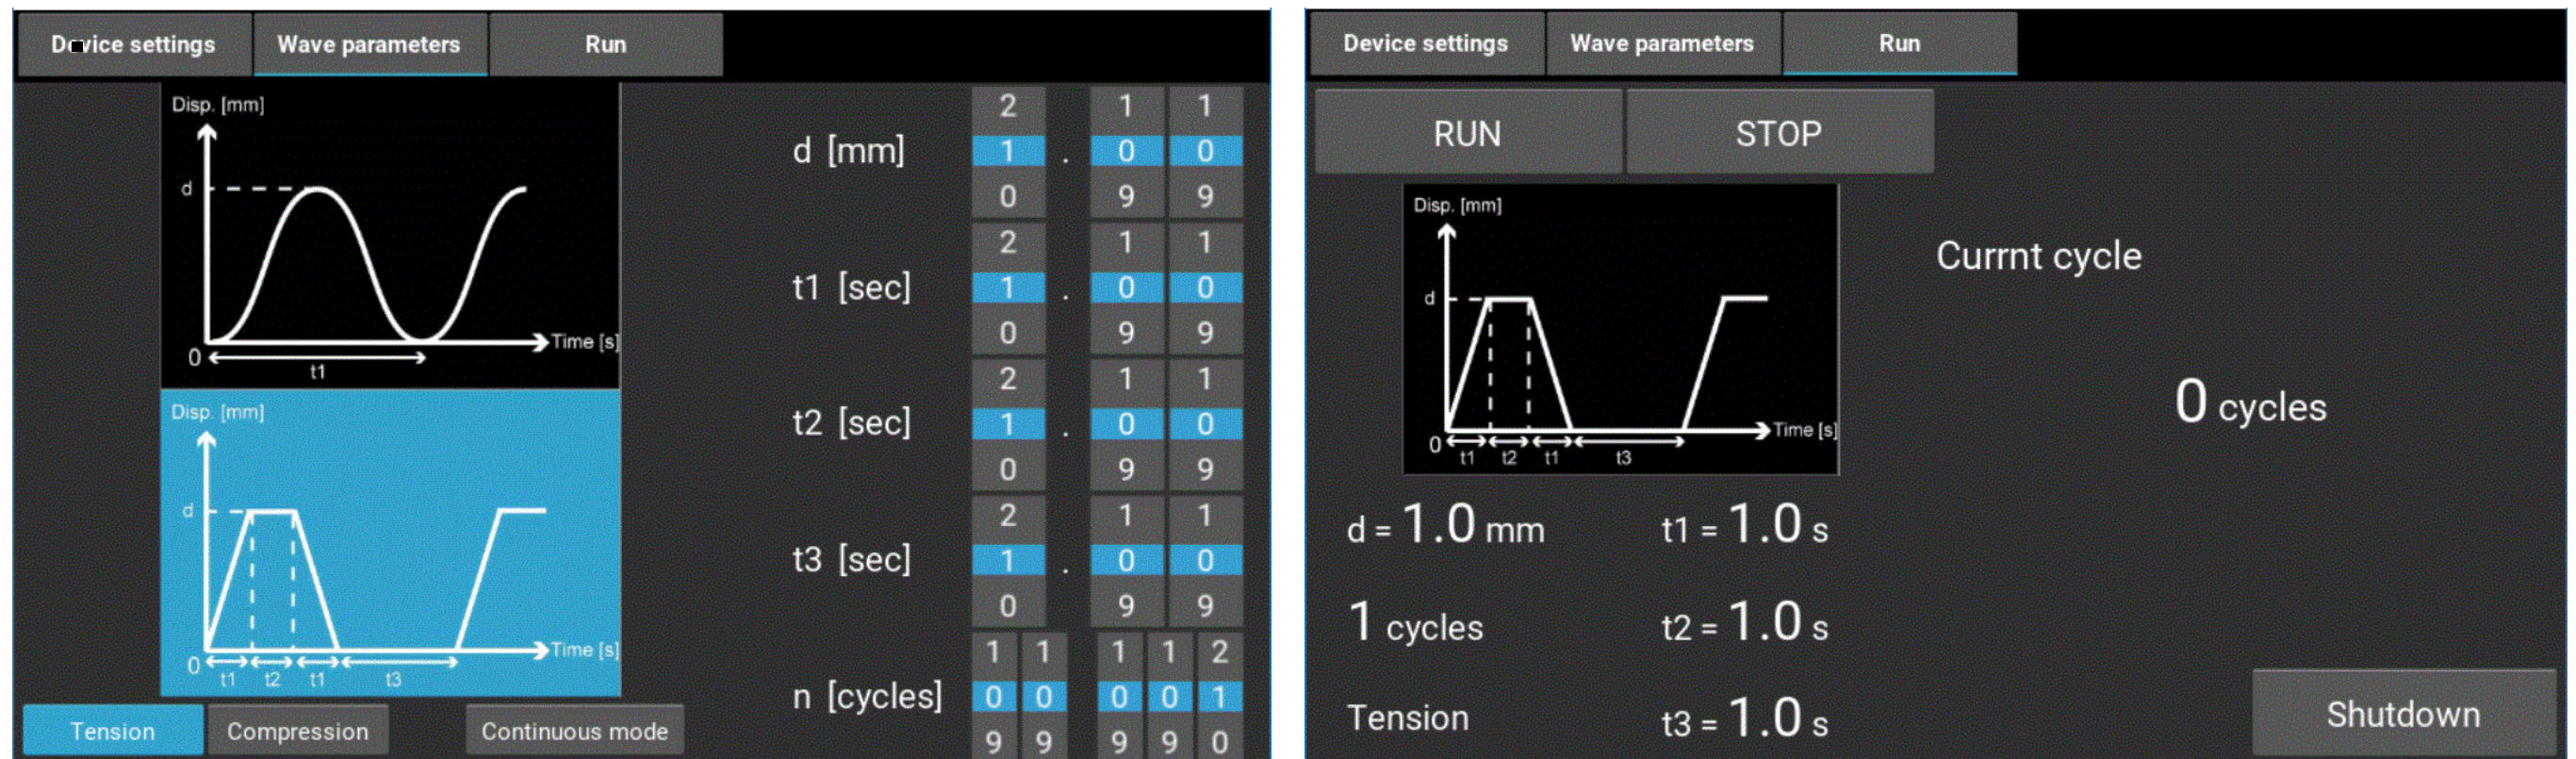 Device settings Wave parameters Run
Disp. [mm]
d
0
Time [s]
t1
Disp. [mm]
d
0
Time [s]
t1 t2 t1 t3
Tension Compression Continuous mode
2 1 1
d [mm] 1 . 0 0
0 9 9
2 1 1
t1 [sec] 1 . 0 0
0 9 9
2 1 1
t2 [sec] 1 . 0 0
0 9 9
2 1 1
t3 [sec] 1 . 0 0
0 9 9
1 1 1 1 2
n [cycles] 0 0 0 0 1
9 9 9 9 0
Device settings Wave parameters Run
RUN STOP
Disp. [mm]
d
0
Time [s]
t1 t2 t1 t3
Currnt cycle
0 cycles
d = 1.0 mm t1 = 1.0 s
1 cycles t2 = 1.0 s
Tension t3 = 1.0 s
Shutdown